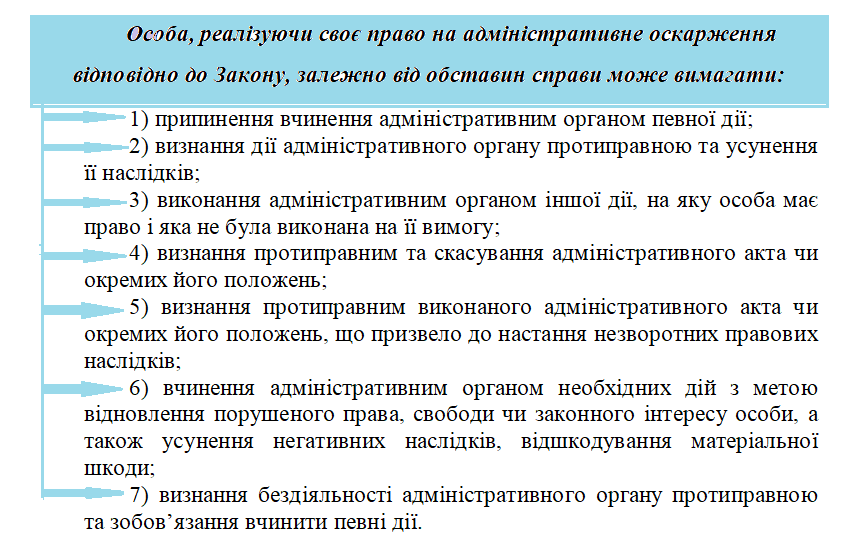 Особа, реалізуючи своє право на адміністративне оскарження
відповідно до Закону, залежно від обставин справи може вимагати:
1) припинення вчинення адміністративним органом певної дії;
2) визнання дії адміністративного органу протиправною та усунення
її наслідків;
3) виконання адміністративним органом іншої дії, на яку особа має
право і яка не була виконана на її вимогу;
4) визнання протиправним та скасування адміністративного акта чи
окремих його положень;
5) визнання протиправним виконаного адміністративного акта чи
окремих його положень, що призвело до настання незворотних правових
наслідків;
6) вчинення адміністративним органом необхідних дій з метою
відновлення порушеного права, свободи чи законного інтересу особи, а
також усунення негативних наслідків, відшкодування матеріальної
шкоди;
7) визнання бездіяльності адміністративного органу протиправною
та зобов’язання вчинити певні дії.